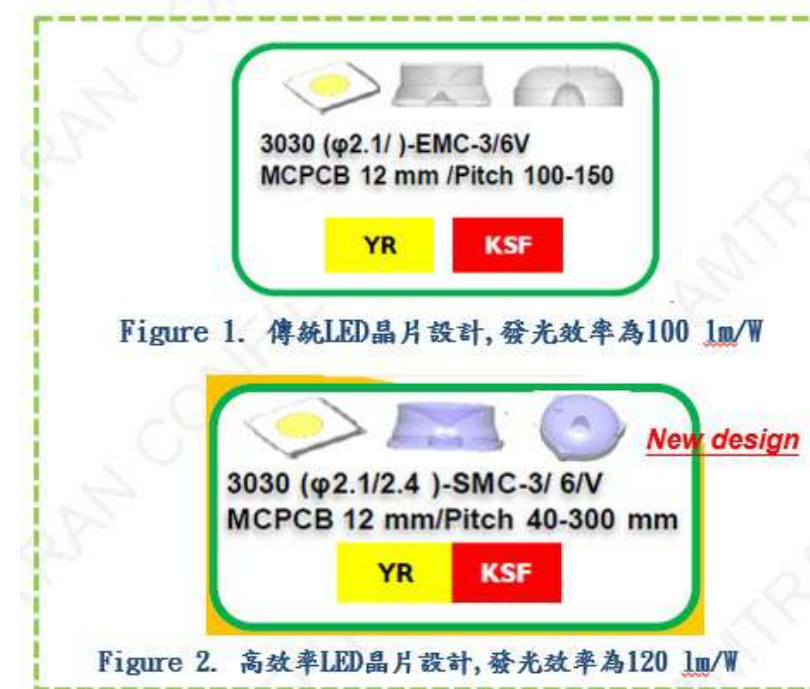 3030 (φ2.1/ )-EMC-3/6V
MCPCB 12 mm /Pitch 100-150
YR KSF
Figure 1. 傳統LED晶片設計,發光效率為100 lm/W
New design
3030 (φ2.1/2.4 )-SMC-3/ 6/V
MCPCB 12 mm/Pitch 40-300 mm
YR KSF
Figure 2. 高效率LED晶片設計,發光效率為120 lm/W